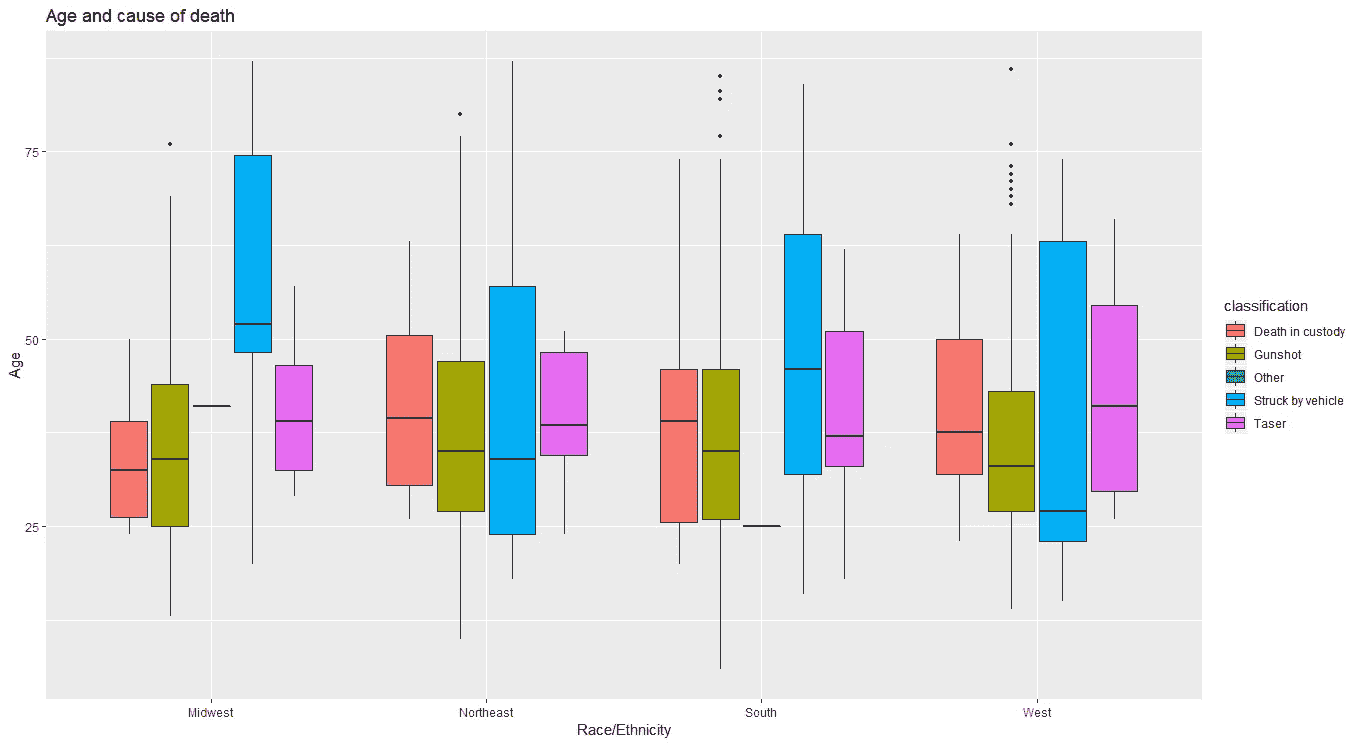 Age and cause of death
75
50
25
Age
Midwest
Northeast
South
West
Race/Ethnicity
classification
Death in custody
Gunshot
Other
Struck by vehicle
Taser